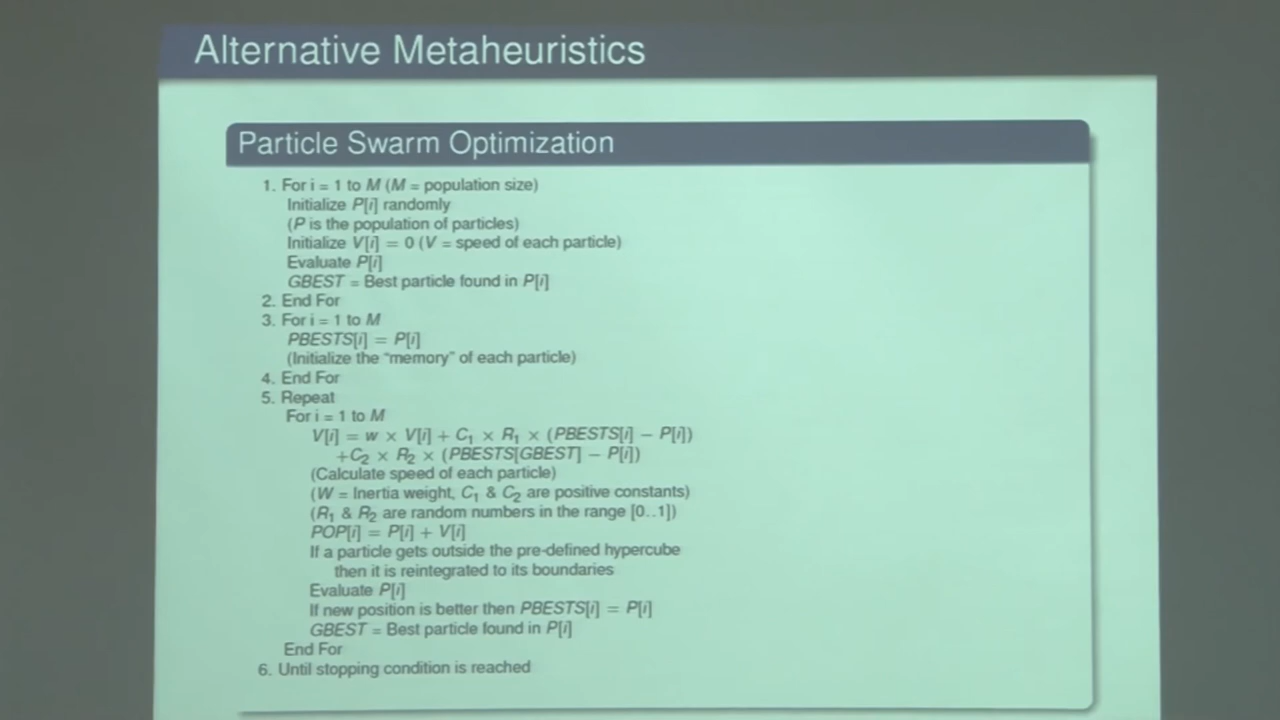 Alternative Metaheuristics
Particle Swarm Optimization
1. For i = 1 to M (M = population size)
Initialize P[i] randomly
(P is the population of particles)
Initialize V[i] = 0 (V = speed of each particle)
Evaluate P[i]
GBEST = Best particle found in P[i]
2. End For
3. For i = 1 to M
PBESTS[i] = P[i]
(Initialize the "memory" of each particle)
4. End For
5. Repeat
For i = 1 to M
V[i] = w × V[i] + C₁ × R₁ × (PBESTS[i] − P[i])
+C₂ × R₂ × (PBESTS[GBEST] − P[i])
(Calculate speed of each particle)
(W = Inertia weight, C₁ & C₂ are positive constants)
(R₁ & R₂ are random numbers in the range [0..1])
POP[i] = P[i] + V[i]
If a particle gets outside the pre-defined hypercube
then it is reintegrated to its boundaries
Evaluate P[i]
If new position is better then PBESTS[i] = P[i]
GBEST = Best particle found in P[i]
End For
6. Until stopping condition is reached